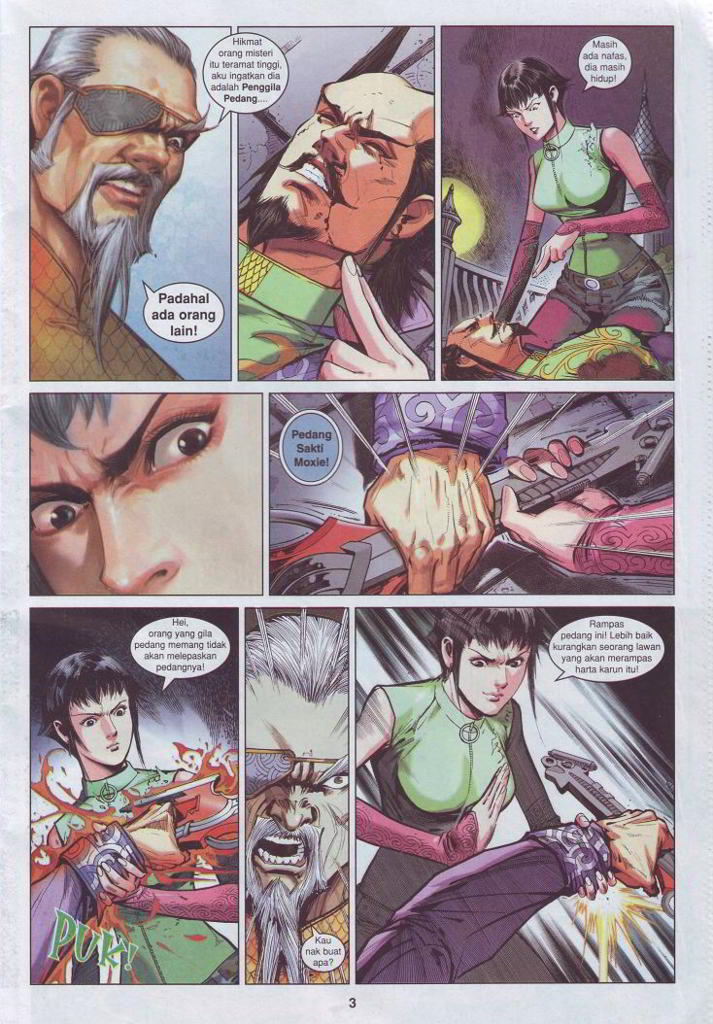 Hikmat
orang misteri
itu teramat tinggi,
aku ingatkan dia
adalah Penggila
Pedang....
Padahal
ada orang
lain!
Masih
ada nafas,
dia masih
hidup!
Pedang
Sakti
Moxie!
Hei,
orang yang gila
pedang memang tidak
akan melepaskan
pedangnya!
PUK!
Kau
nak buat
apa?
Rampas
pedang ini! Lebih baik
kurangkan seorang lawan
yang akan merampas
harta karun itu!
3